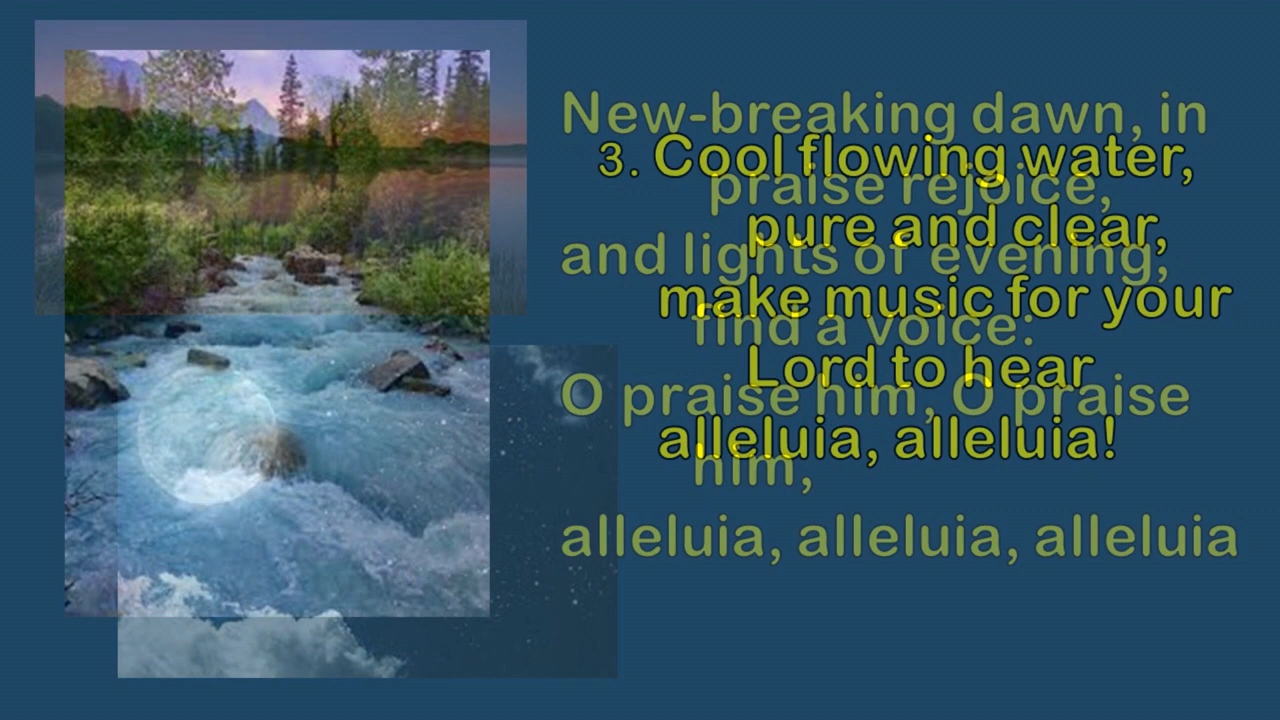 New-breaking dawn, in
praise rejoice,
and lights of evening,
find a voice:
O praise him, O praise
him,
alleluia, alleluia, alleluia
3. Cool flowing water,
pure and clear,
make music for your
Lord to hear
alleluia, alleluia!